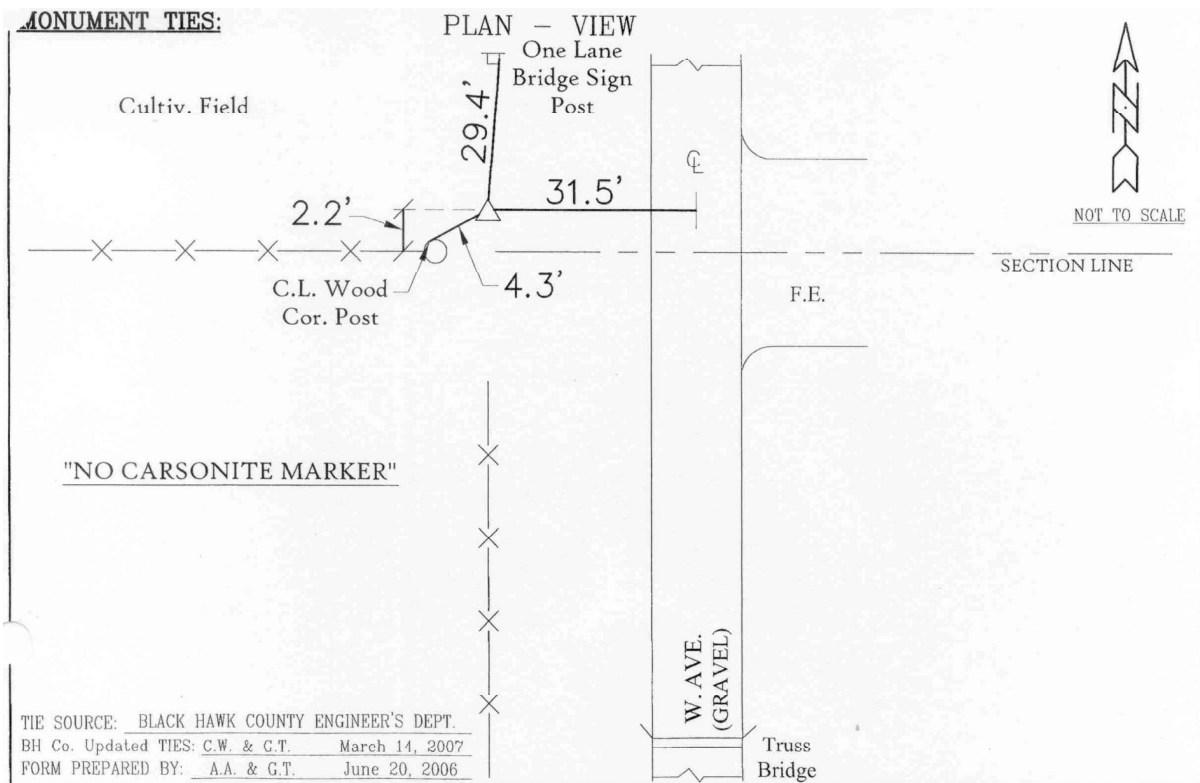 MONUMENT TIES:
PLAN - VIEW
One Lane
Bridge Sign
Post
Cultiv. Field
29.4'
℄
31.5'
2.2'
N
NOT TO SCALE
SECTION LINE
C.L. Wood
Cor. Post
4.3'
F.E.
"NO CARSONITE MARKER"
W. AVE.
(GRAVEL)
Truss
Bridge
TIE SOURCE: BLACK HAWK COUNTY ENGINEER'S DEPT.
BH Co. Updated TIES: C.W. & G.T. March 14, 2007
FORM PREPARED BY: A.A. & G.T. June 20, 2006